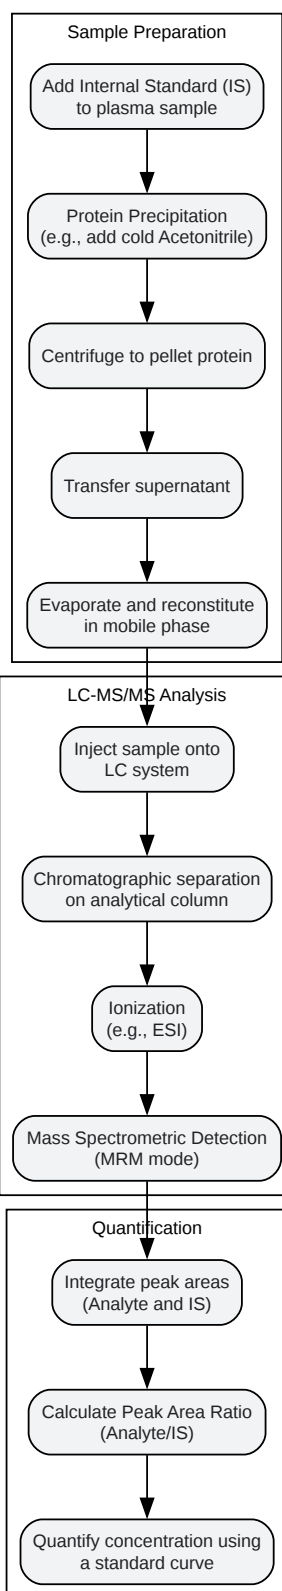 Sample Preparation
Add Internal Standard (IS)
to plasma sample
Protein Precipitation
(e.g., add cold Acetonitrile)
Centrifuge to pellet protein
Transfer supernatant
Evaporate and reconstitute
in mobile phase
LC-MS/MS Analysis
Inject sample onto
LC system
Chromatographic separation
on analytical column
Ionization
(e.g., ESI)
Mass Spectrometric Detection
(MRM mode)
Quantification
Integrate peak areas
(Analyte and IS)
Calculate Peak Area Ratio
(Analyte/IS)
Quantify concentration using
a standard curve